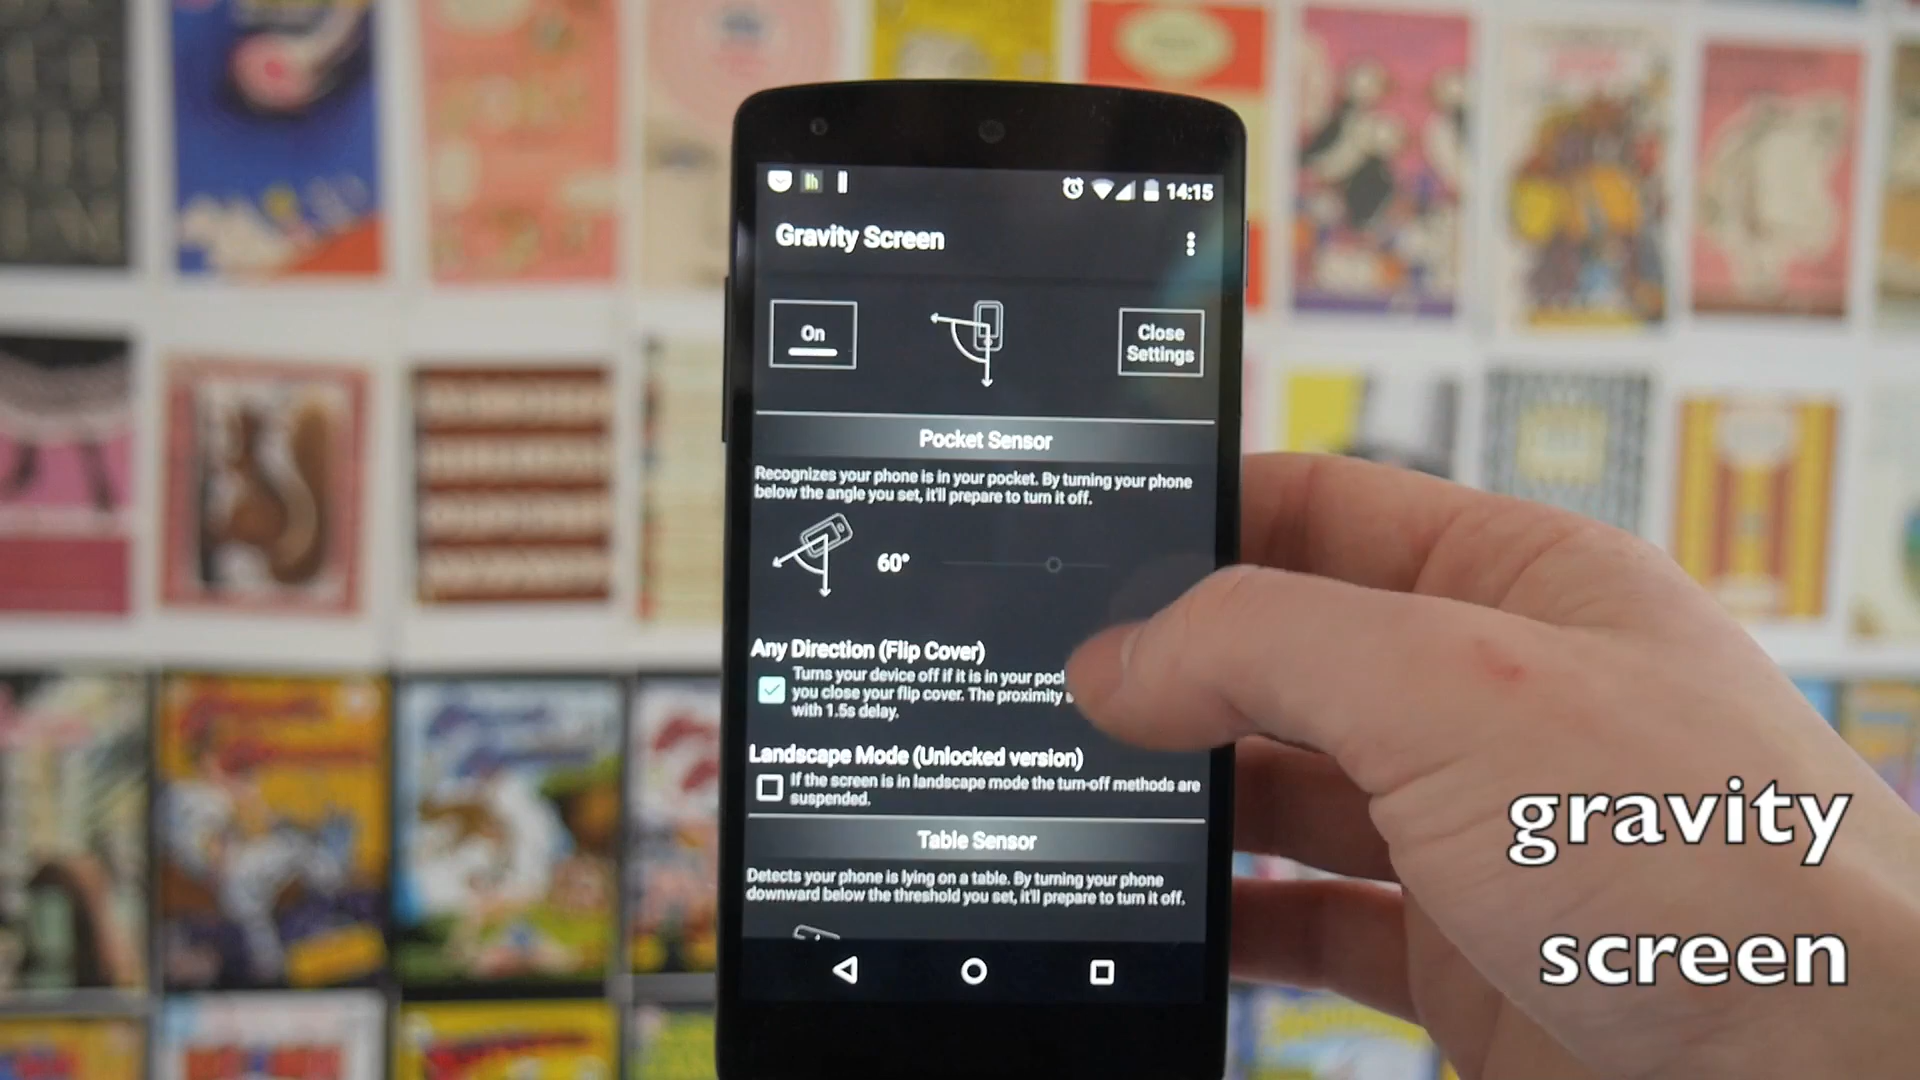 14:15
Gravity Screen
On
Close
Settings
Pocket Sensor
Recognizes your phone is in your pocket. By turning your phone
below the angle you set, it'll prepare to turn it off.
60°
Any Direction (Flip Cover)
Turns your device off if it is in your
you close your flip cover. The proximity
with 1.5s delay.
Landscape Mode (Unlocked version)
If the screen is in landscape mode the turn-off methods are
suspended.
Table Sensor
Detects your phone is lying on a table. By turning your phone
downward below the threshold you set, it'll prepare to turn it off.
gravity
screen